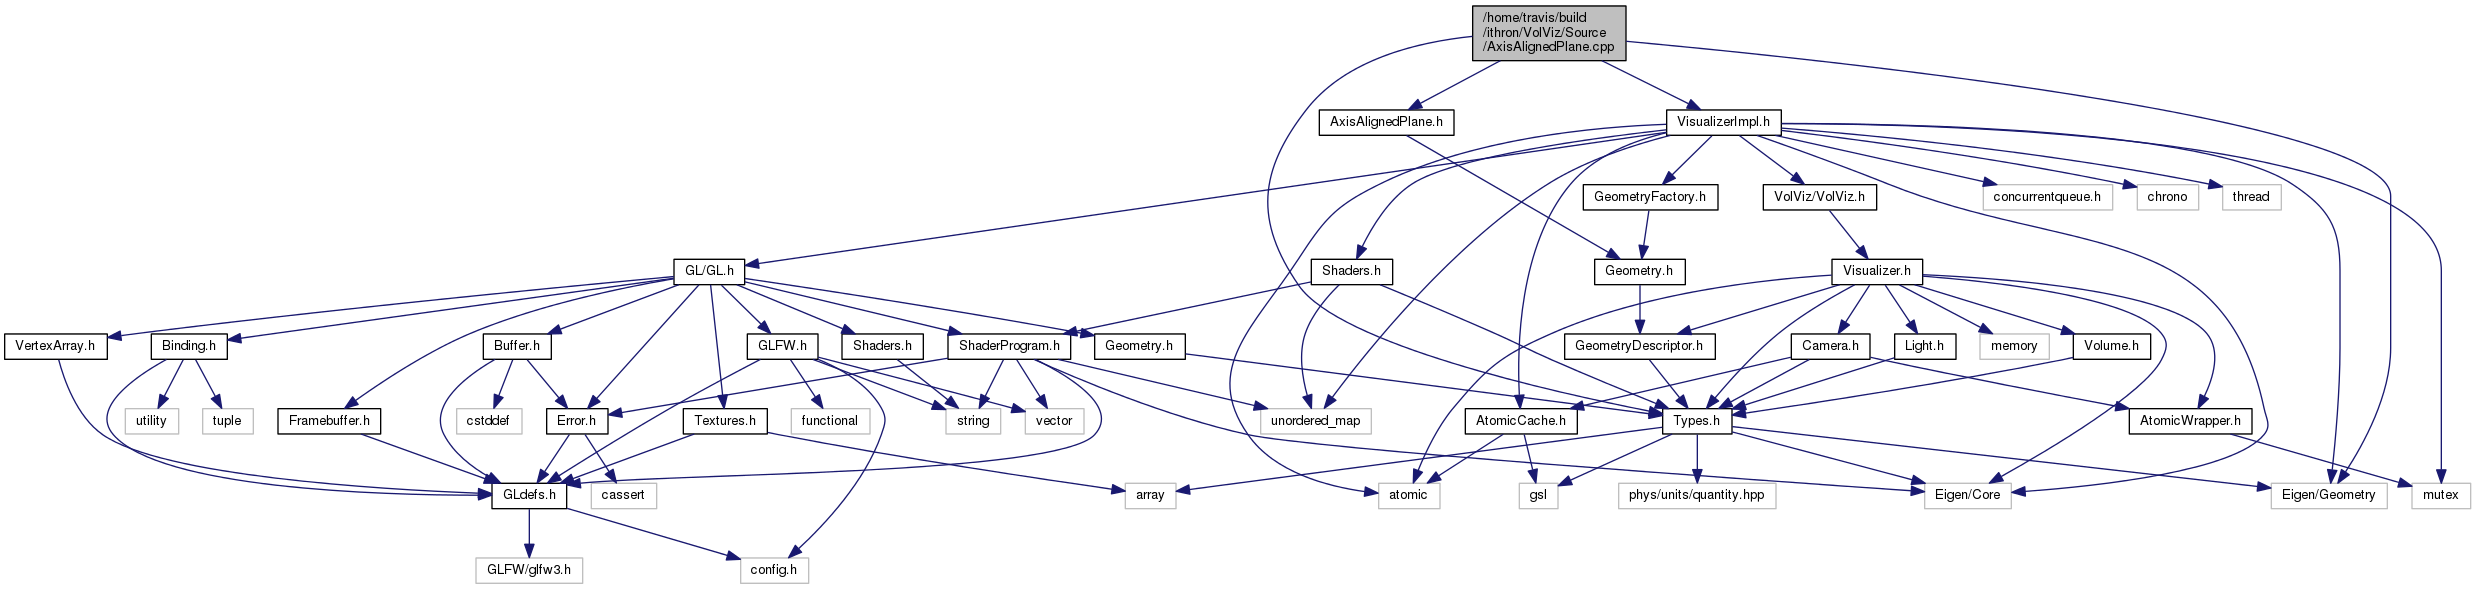 /home/travis/build
/ithron/VolViz/Source
/AxisAlignedPlane.cpp
AxisAlignedPlane.h
VisualizerImpl.h
GeometryFactory.h
VolViz/VolViz.h
concurrentqueue.h
chrono
thread
GL/GL.h
Shaders.h
Geometry.h
Visualizer.h
VertexArray.h
Binding.h
Buffer.h
GLFW.h
Shaders.h
ShaderProgram.h
Geometry.h
GeometryDescriptor.h
Camera.h
Light.h
memory
Volume.h
utility
tuple
Framebuffer.h
cstddef
Error.h
Textures.h
functional
string
vector
unordered_map
AtomicCache.h
Types.h
AtomicWrapper.h
GLdefs.h
cassert
array
atomic
gsl
phys/units/quantity.hpp
Eigen/Core
Eigen/Geometry
mutex
GLFW/glfw3.h
config.h